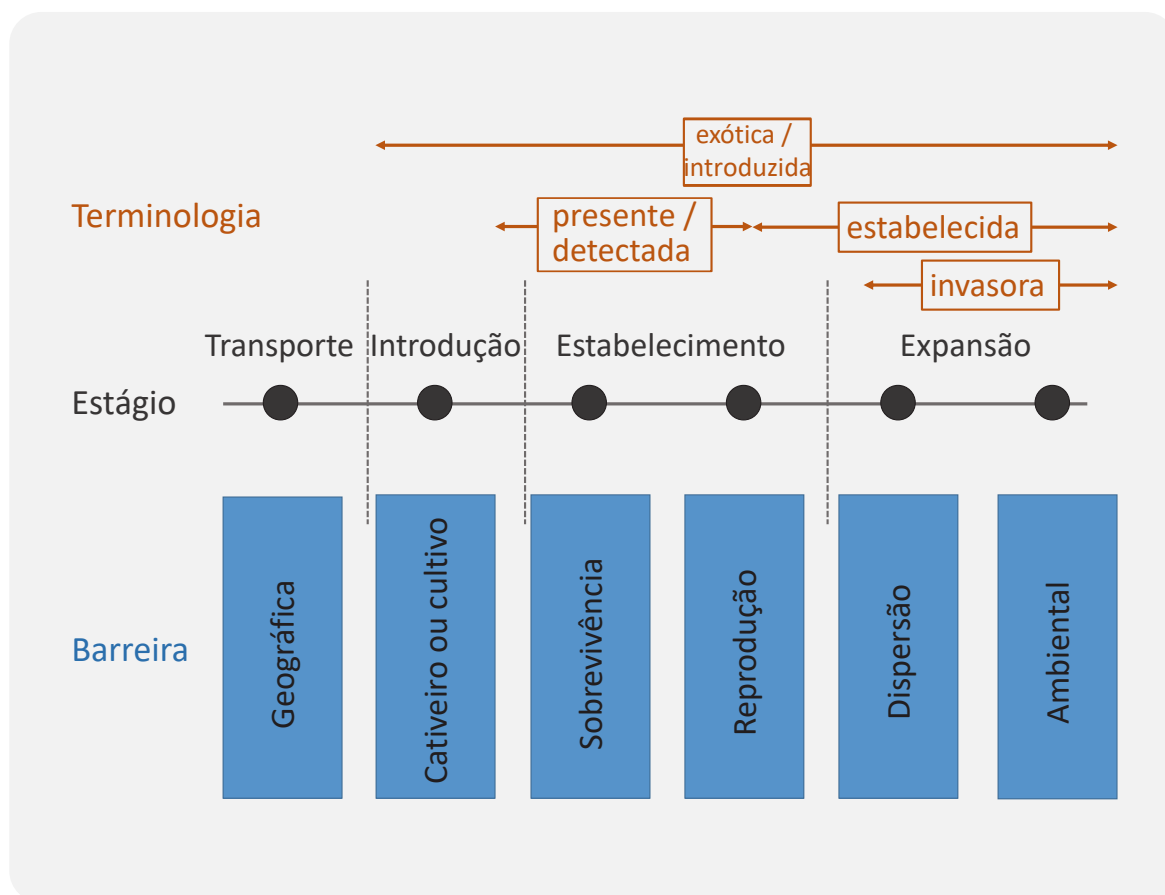 exótica /
introduzida
Terminologia
presente /
detectada
estabelecida
invasora
Transporte
Introdução
Estabelecimento
Expansão
Estágio
Barreira
Geográfica
Cativeiro ou cultivo
Sobrevivência
Reprodução
Dispersão
Ambiental